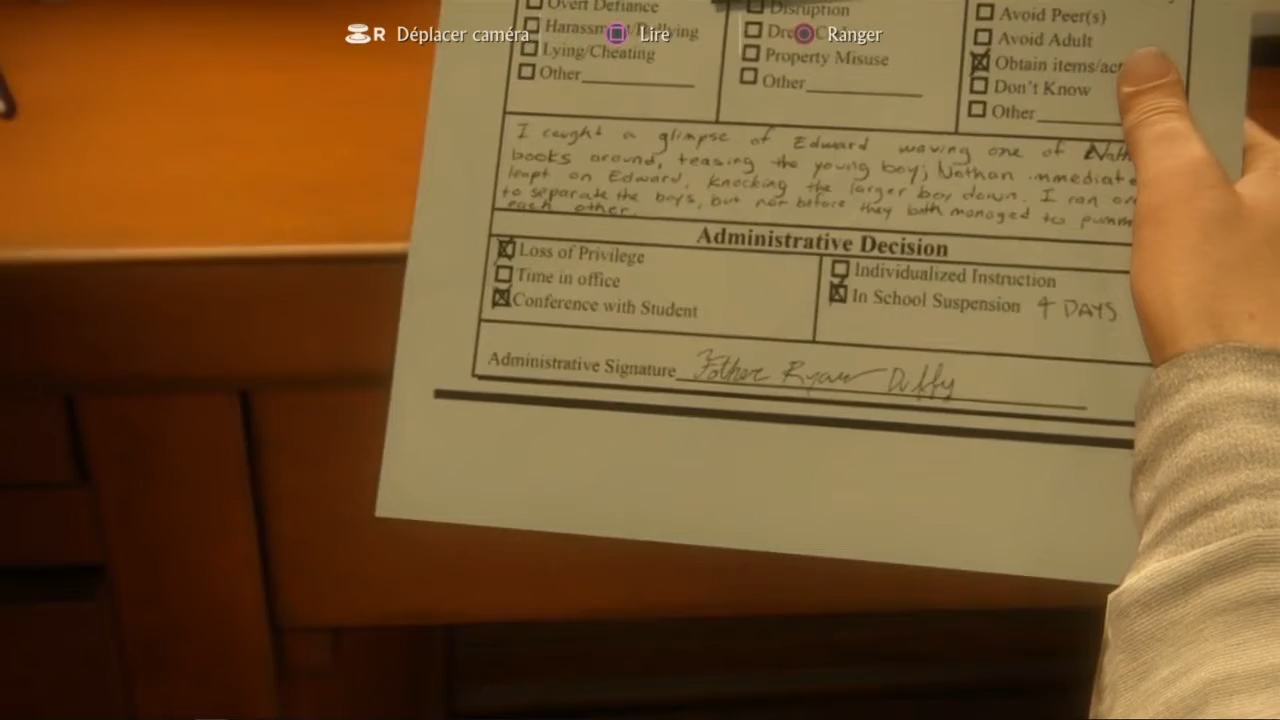 R Déplacer caméra Lire Ranger
Overt Defiance
Lying/Cheating
Other
Disruption
Property Misuse
Other
Avoid Peer(s)
Avoid Adult
Obtain items/
Don't Know
Other
I caught a glimpse of Edward waving one of
books around, teasing the young boy; Nathan
leapt on Edward, knocking the larger boy down. I ran
to separate the boys, but not before they both managed to
each other.
Administrative Decision
Loss of Privilege
Time in office
Conference with Student
Individualized Instruction
In School Suspension 4 DAYS
Administrative Signature Father Ryan Duffy